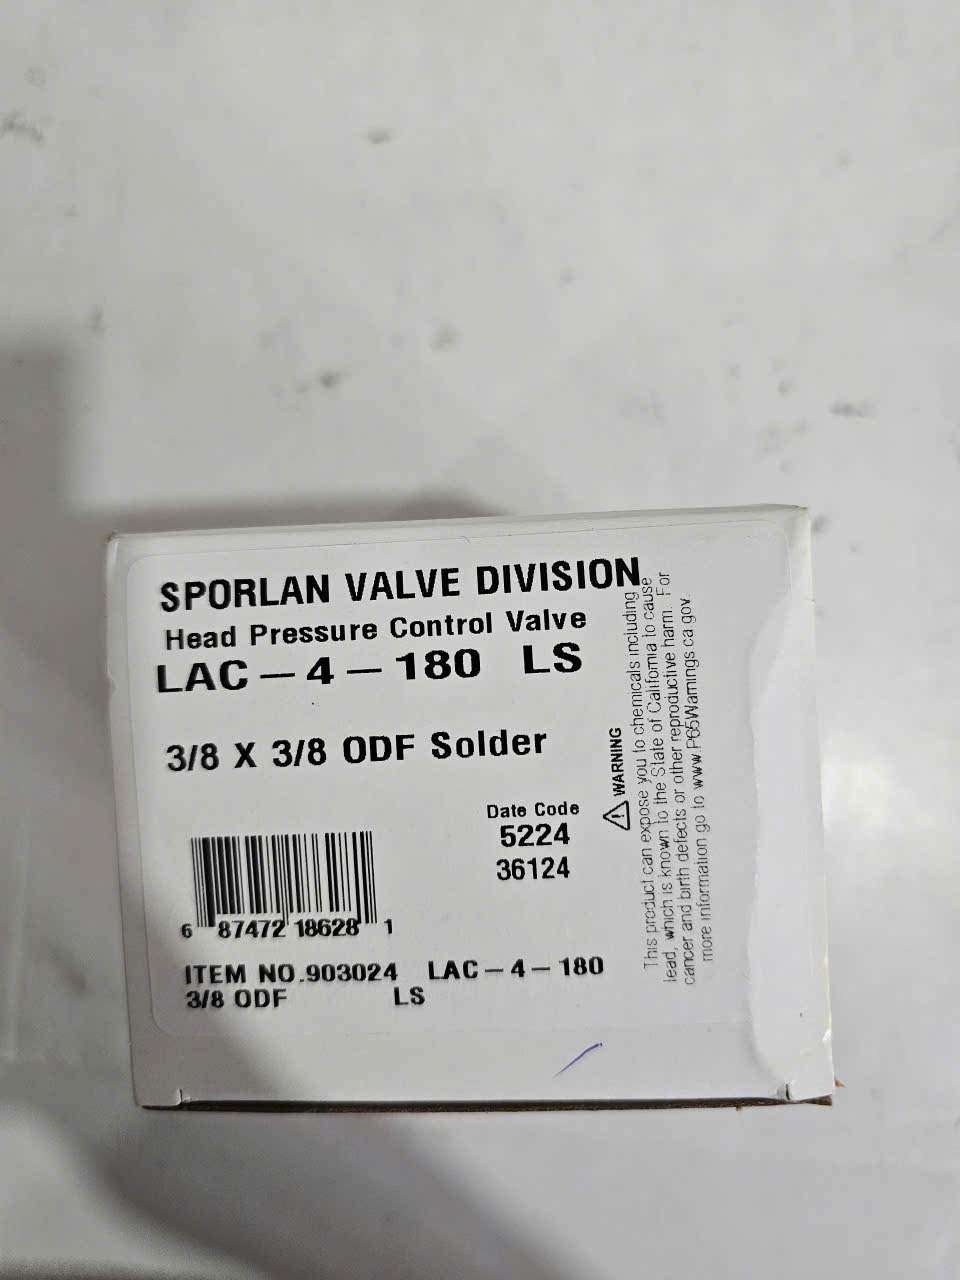 SPORLAN VALVE DIVISION
Head Pressure Control Valve
LAC – 4 – 180 LS
3/8 X 3/8 ODF Solder
Date Code
5224
36124
6 87472 18628 1
ITEM NO.903024 LAC – 4 – 180
3/8 ODF LS
WARNING
This product can expose you to chemicals including
lead, which is known to the State of California to cause
cancer and birth defects or other reproductive harm. For
more information go to www.P65Warnings.ca.gov.